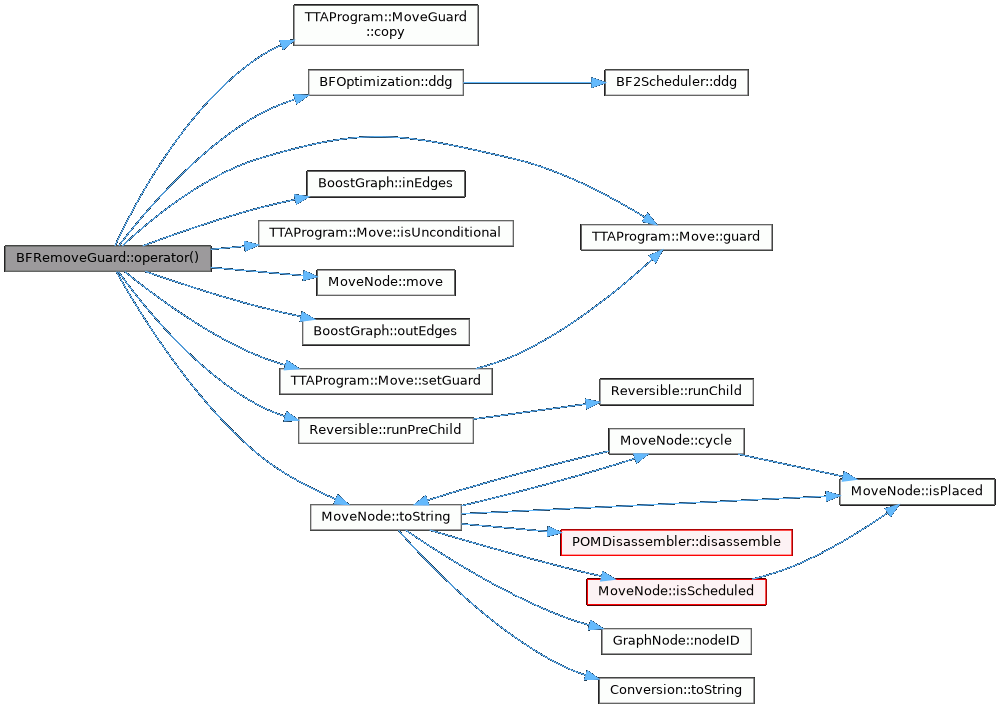 TTAProgram::MoveGuard
::copy
BFOptimization::ddg
BF2Scheduler::ddg
BoostGraph::inEdges
TTAProgram::Move::isUnconditional
TTAProgram::Move::guard
BFRemoveGuard::operator()
MoveNode::move
BoostGraph::outEdges
TTAProgram::Move::setGuard
Reversible::runChild
Reversible::runPreChild
MoveNode::cycle
MoveNode::isPlaced
MoveNode::toString
POMDisassembler::disassemble
MoveNode::isScheduled
GraphNode::nodeID
Conversion::toString